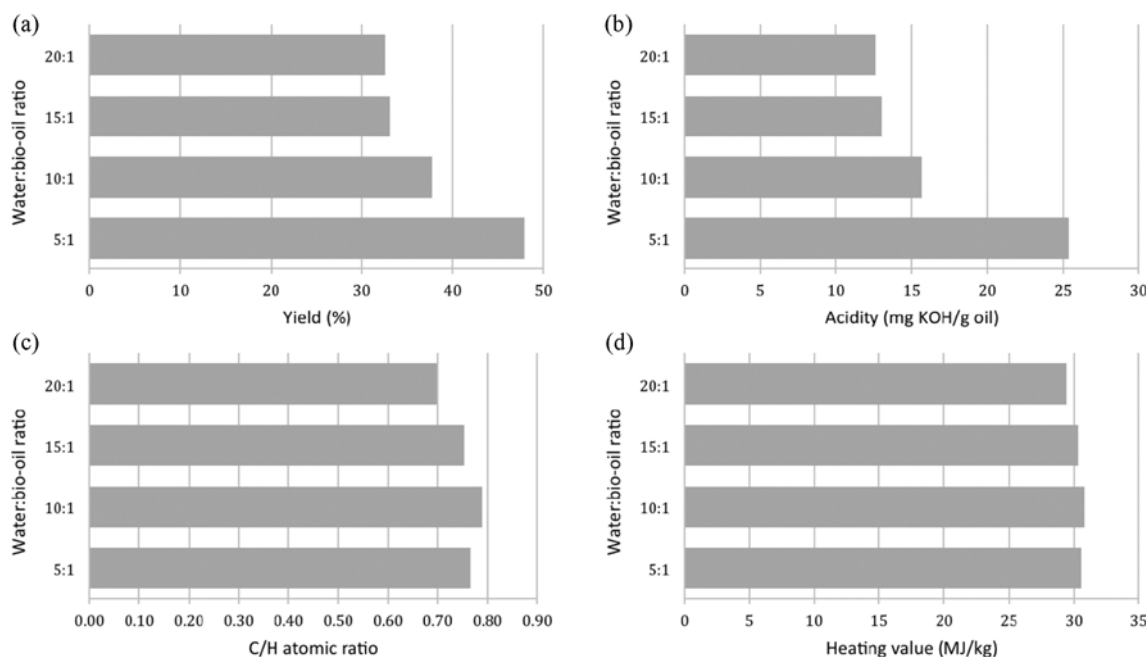 (a)
Water:bio-oil ratio
20:1
15:1
10:1
5:1
0 10 20 30 40 50
Yield (%)
(b)
Water:bio-oil ratio
20:1
15:1
10:1
5:1
0 5 10 15 20 25 30
Acidity (mg KOH/g oil)
(c)
Water:bio-oil ratio
20:1
15:1
10:1
5:1
0.00 0.10 0.20 0.30 0.40 0.50 0.60 0.70 0.80 0.90
C/H atomic ratio
(d)
Water:bio-oil ratio
20:1
15:1
10:1
5:1
0 5 10 15 20 25 30 35
Heating value (MJ/kg)